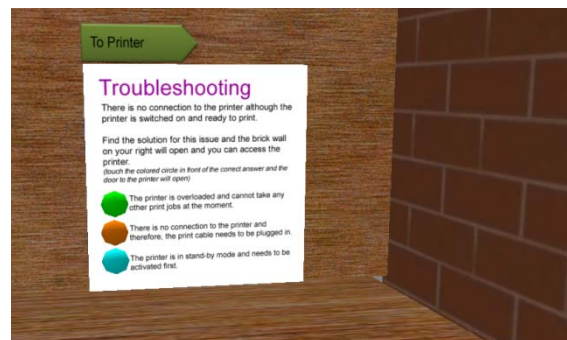 To Printer
Troubleshooting
There is no connection to the printer although the
printer is switched on and ready to print.
Find the solution for this issue and the brick wall
on your right will open and you can access the
printer.
(touch the colored circle in front of the correct answer and the
door to the printer will open)
The printer is overloaded and cannot take any
other print jobs at the moment.
There is no connection to the printer and
therefore, the print cable needs to be plugged in.
The printer is in stand-by mode and needs to be
activated first.